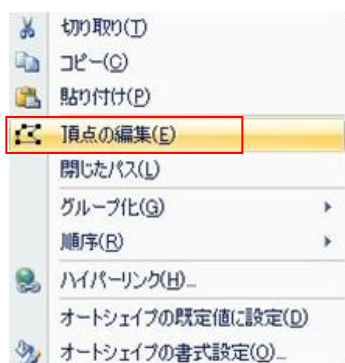 切り取り(T)
コピー(C)
貼り付け(P)
頂点の編集(E)
閉じたパス(L)
グループ化(G)
順序(R)
ハイパーリンク(H)...
オートシェイプの既定値に設定(D)
オートシェイプの書式設定(O)...